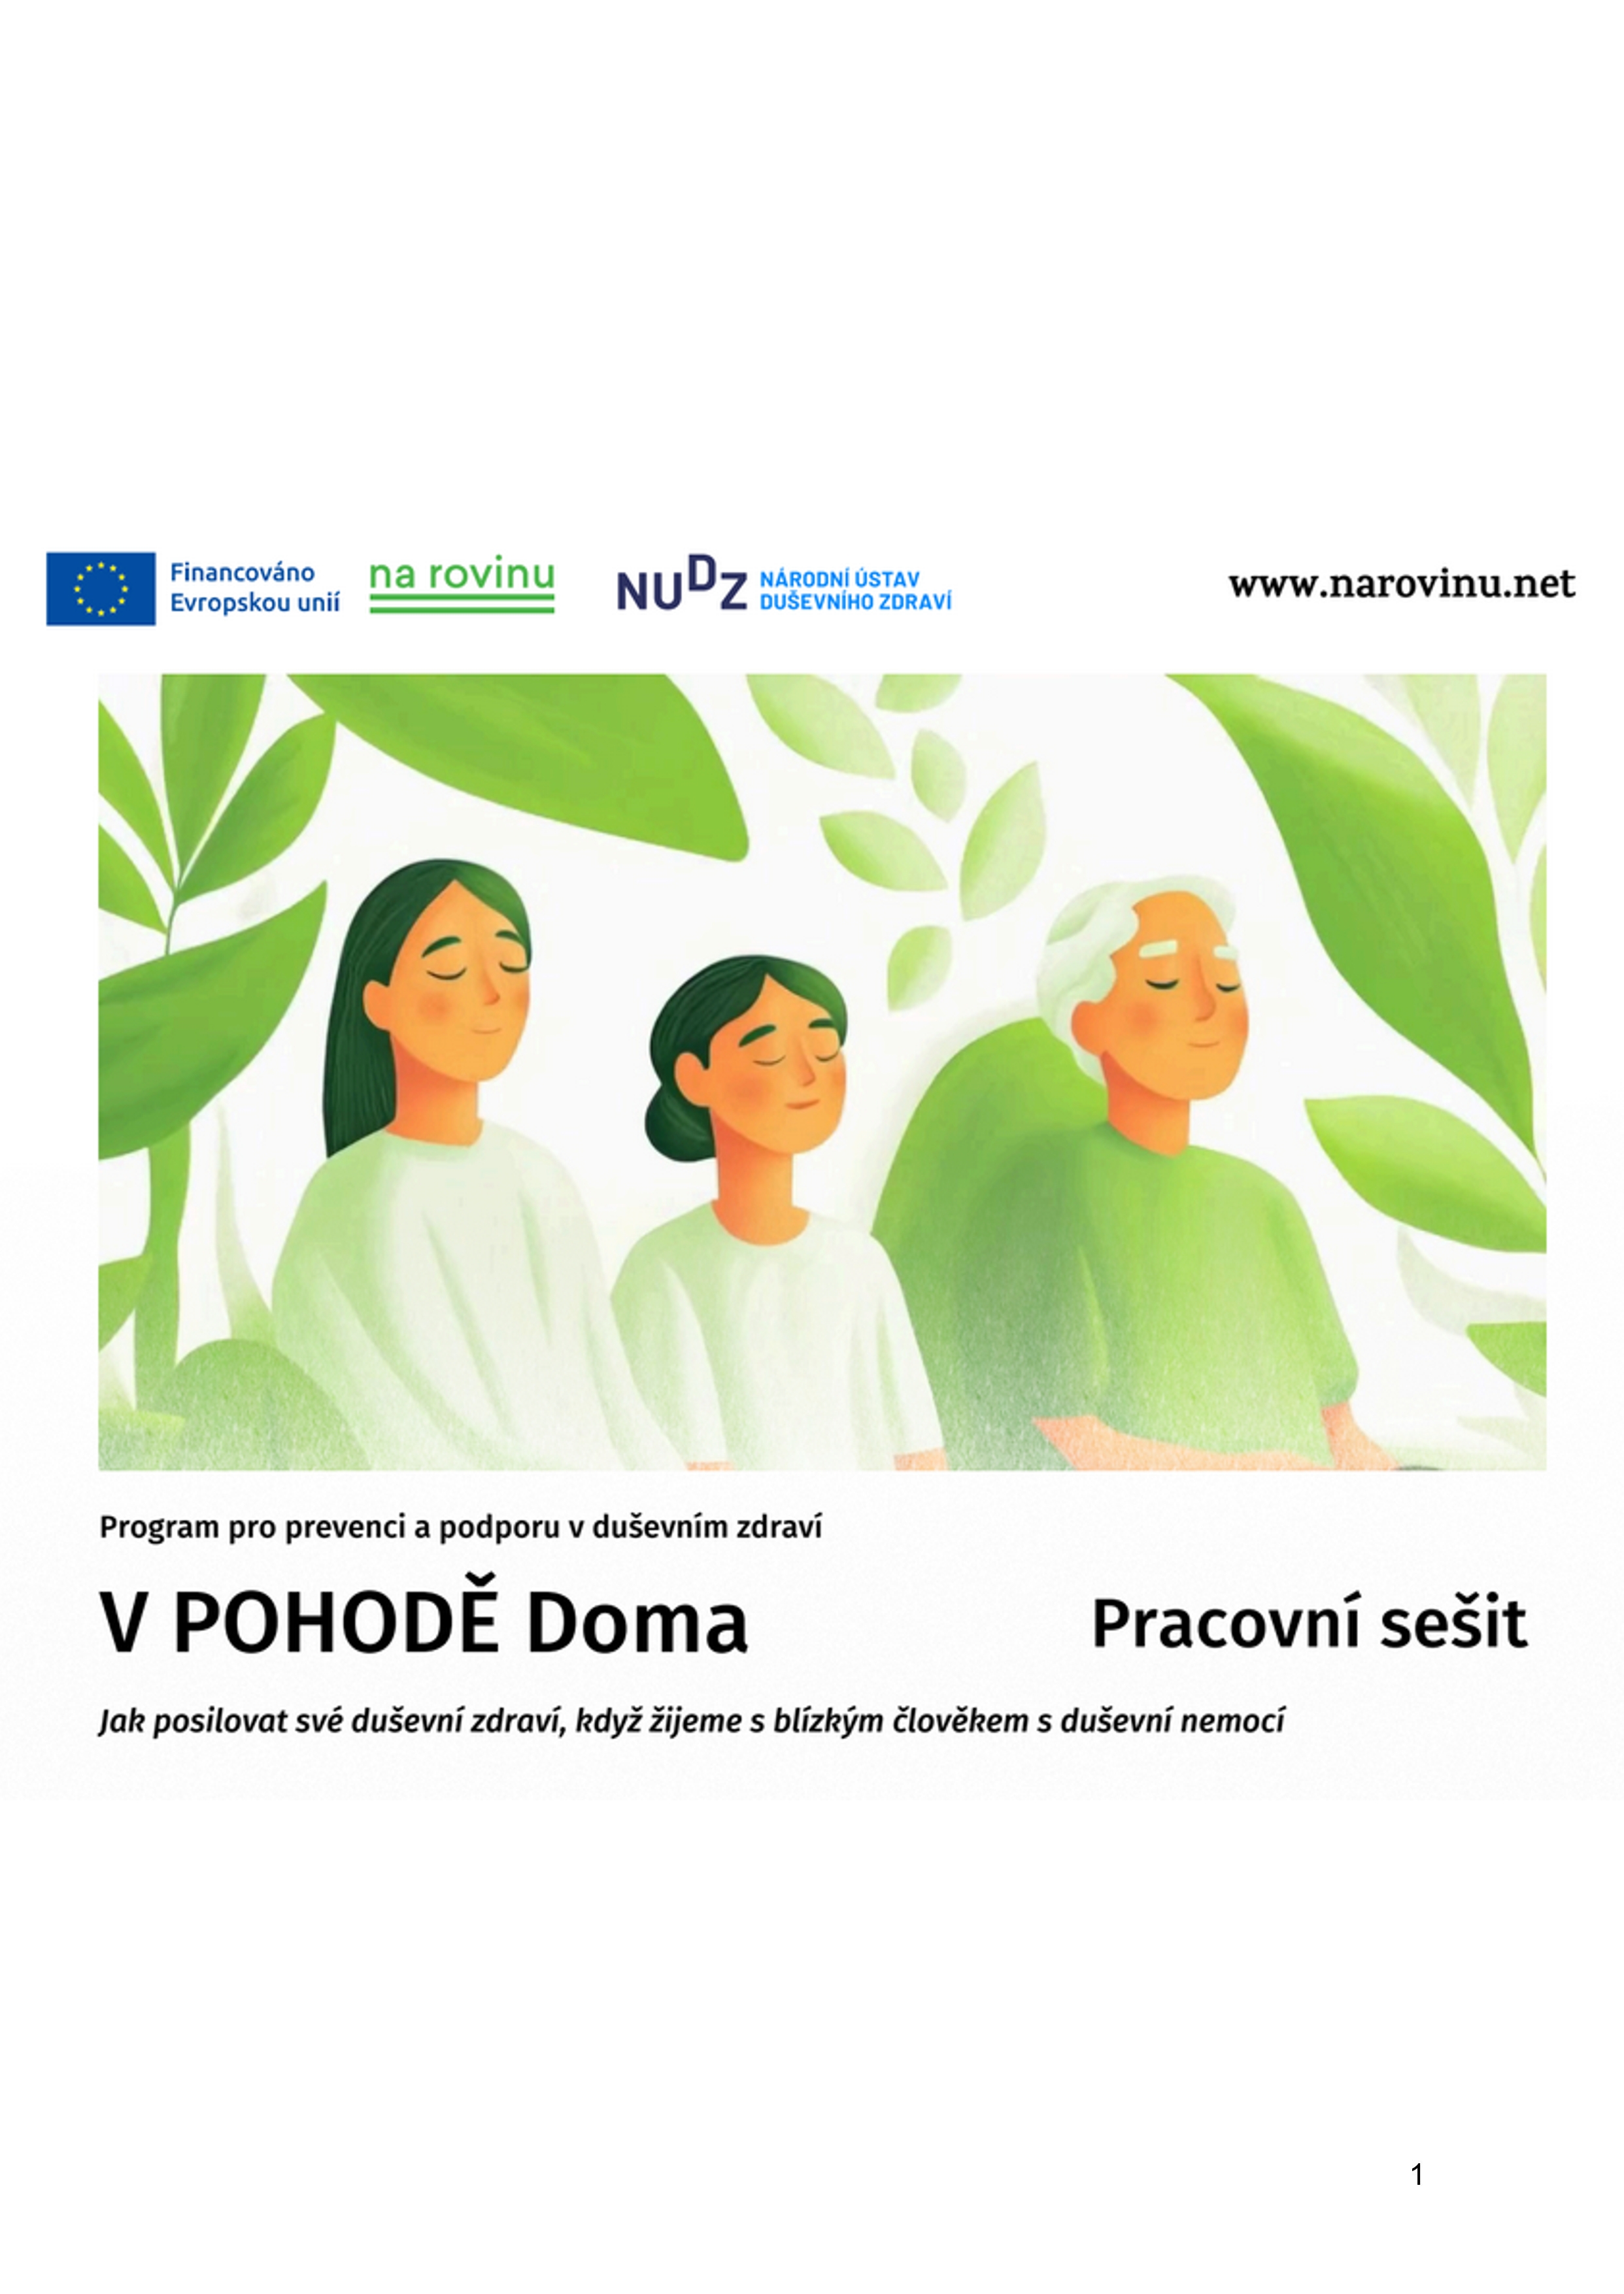 Financováno
Evropskou unií
na rovinu
NUDZ
NÁRODNÍ ÚSTAV
DUŠEVNÍHO ZDRAVÍ
www.narovinu.net
Program pro prevenci a podporu v duševním zdraví
V POHODĚ Doma
Pracovní sešit
Jak posilovat své duševní zdraví, když žijeme s blízkým člověkem s duševní nemocí
1